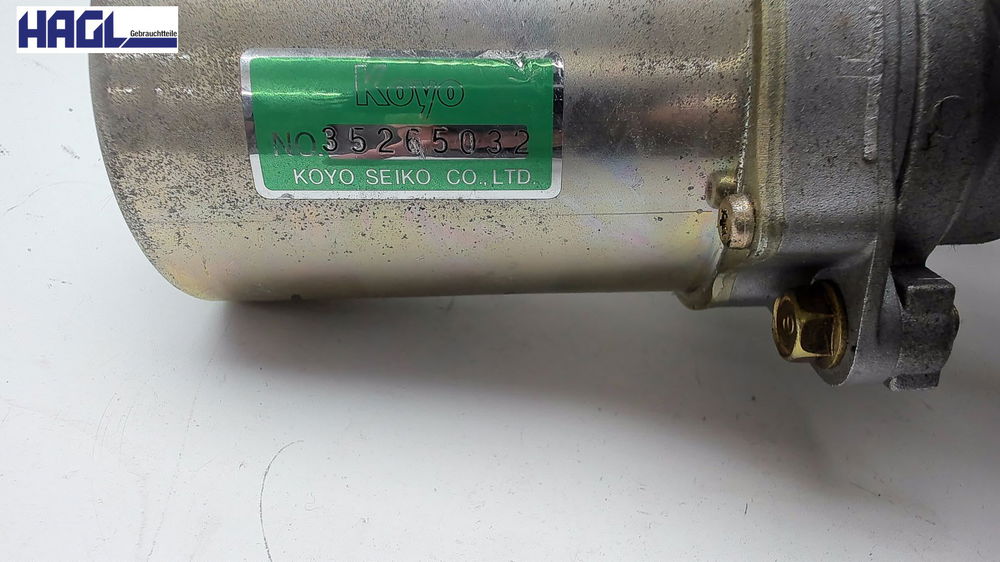 HAGL
Gebrauchtteile
Koyo
NO.35265032
KOYO SEIKO CO.,LTD.